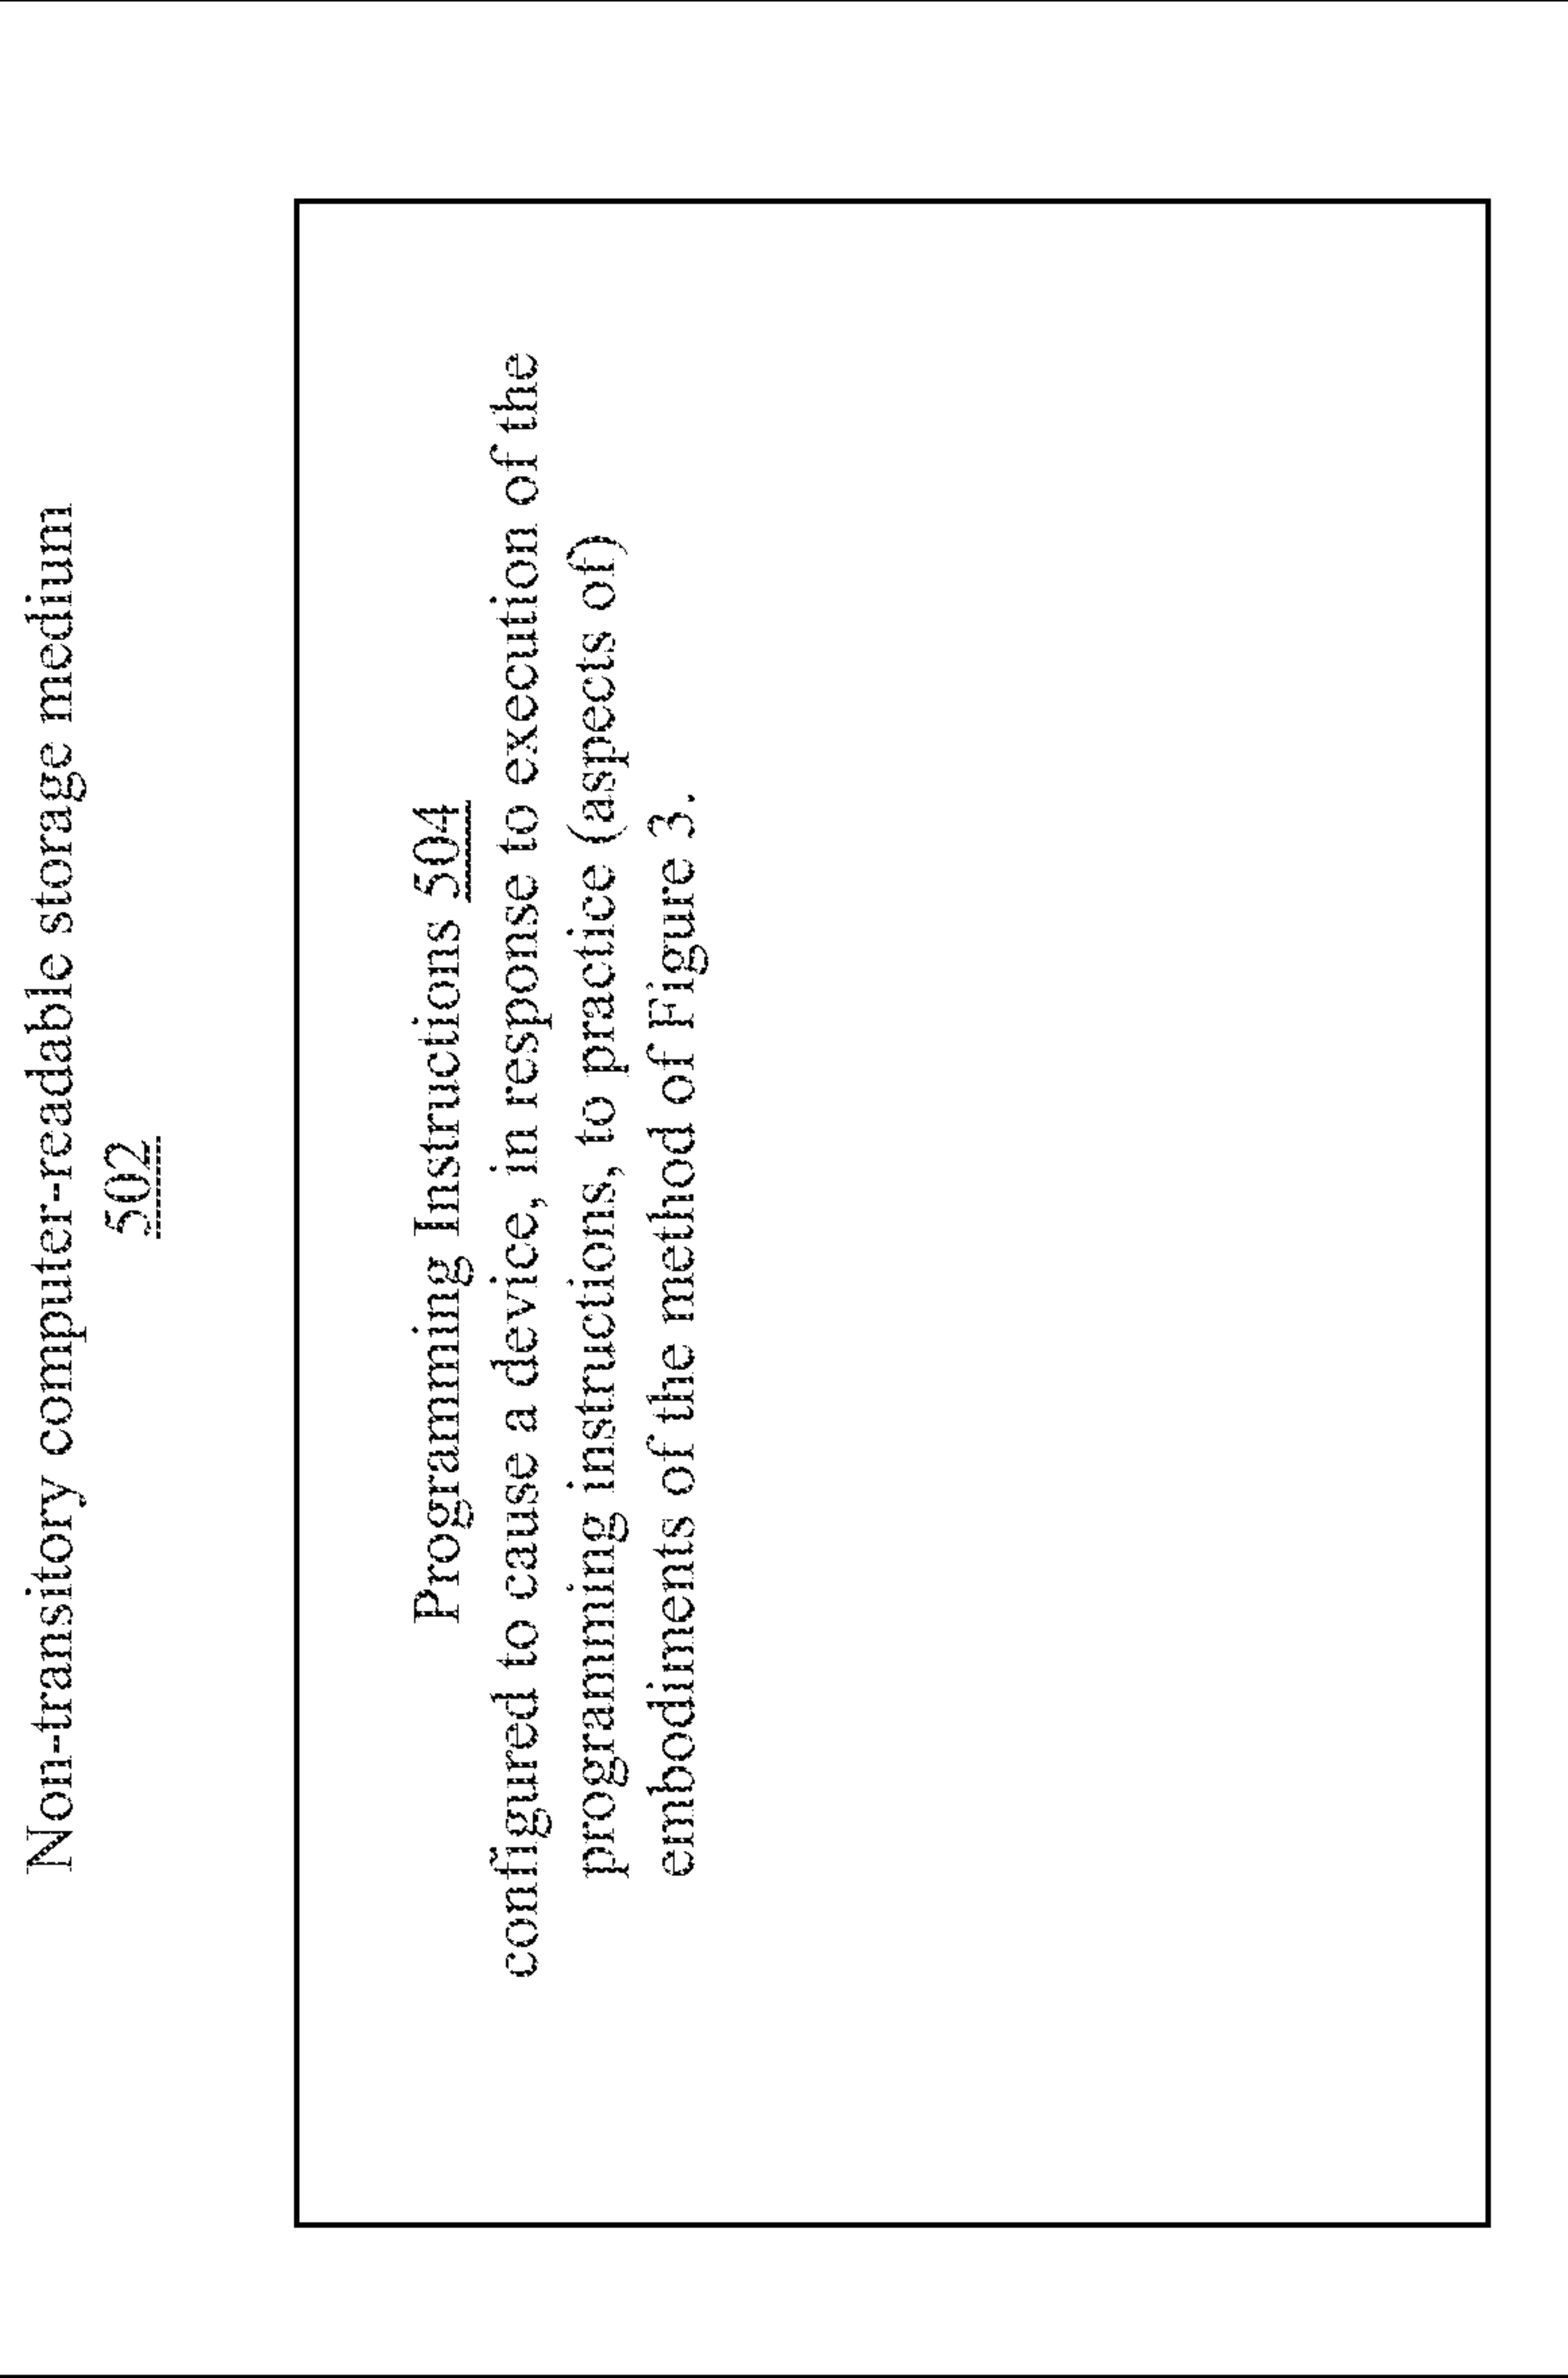 Non-transitory computer-readable storage medium
502
Programming Instructions 504
configured to cause a device, in response to execution of the
programming instructions, to practice (aspects of)
embodiments of the method of Figure 3.